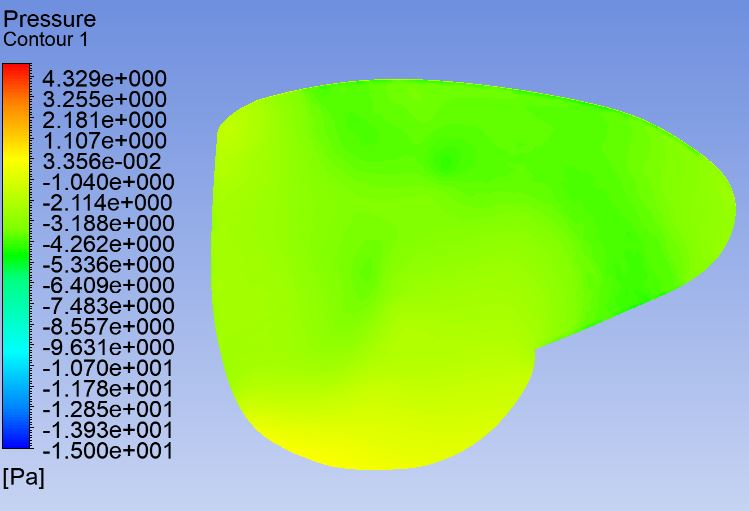 Pressure
Contour 1
4.329e+000
3.255e+000
2.181e+000
1.107e+000
3.356e-002
-1.040e+000
-2.114e+000
-3.188e+000
-4.262e+000
-5.336e+000
-6.409e+000
-7.483e+000
-8.557e+000
-9.631e+000
-1.070e+001
-1.178e+001
-1.285e+001
-1.393e+001
-1.500e+001
[Pa]